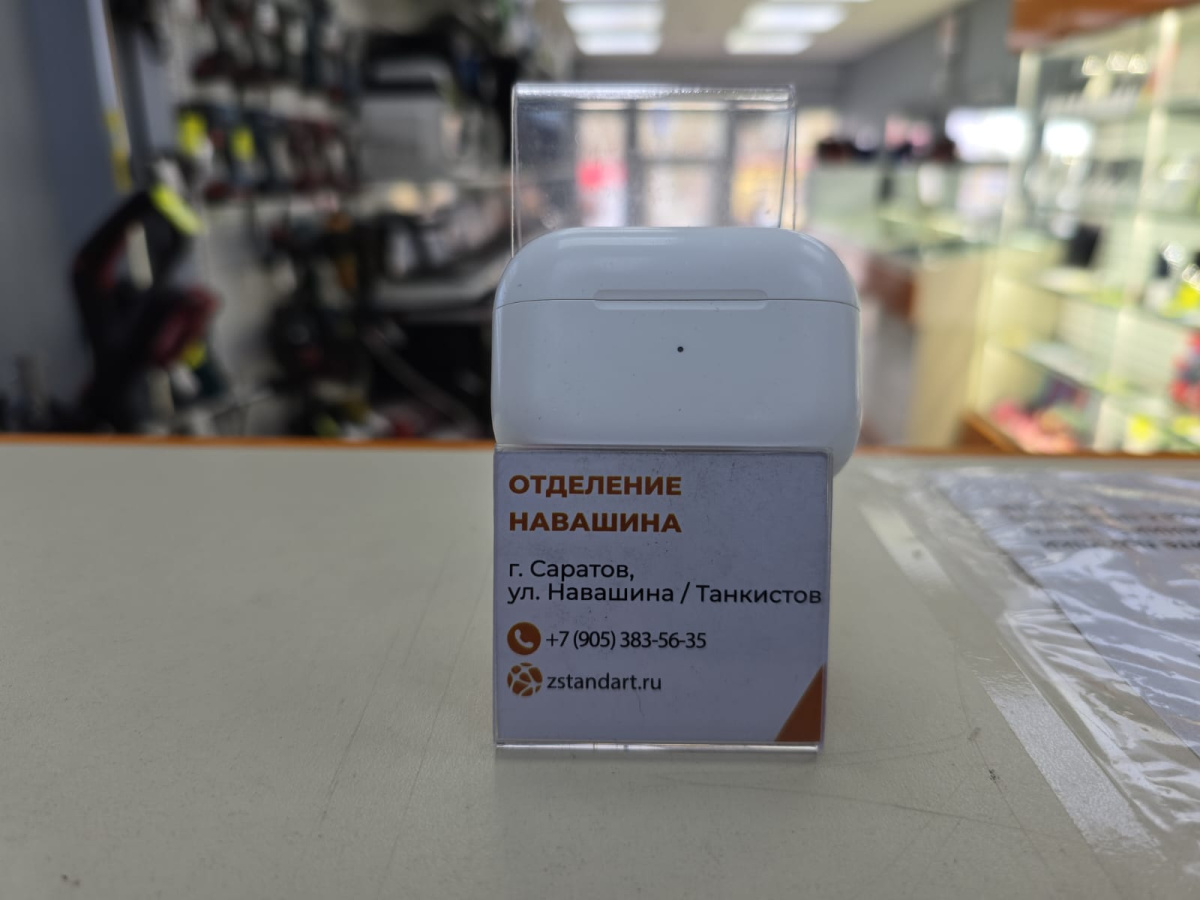 ОТДЕЛЕНИЕ
НАВАШИНА
г. Саратов,
ул. Навашина / Танкистов
+7 (905) 383-56-35
zstandart.ru